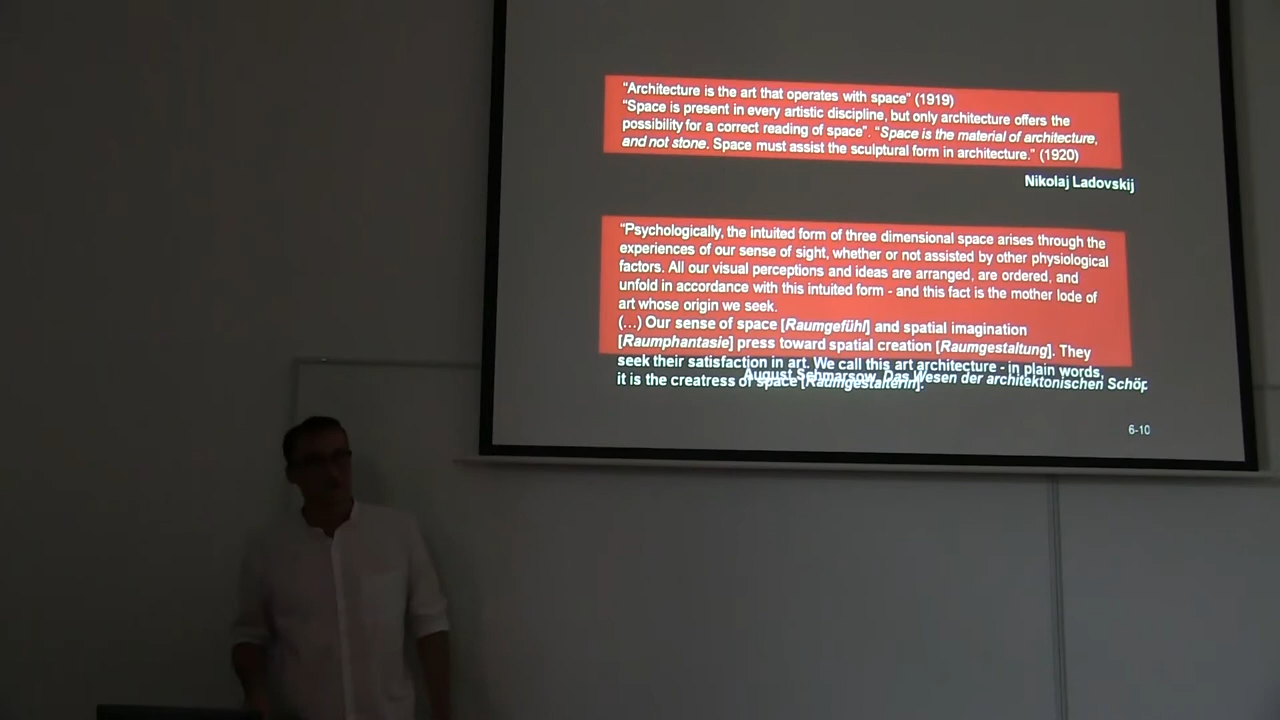 “Architecture is the art that operates with space” (1919)
“Space is present in every artistic discipline, but only architecture offers the
possibility for a correct reading of space”. “Space is the material of architecture,
and not stone. Space must assist the sculptural form in architecture.” (1920)
Nikolaj Ladovskij
“Psychologically, the intuited form of three dimensional space arises through the
experiences of our sense of sight, whether or not assisted by other physiological
factors. All our visual perceptions and ideas are arranged, are ordered, and
unfold in accordance with this intuited form - and this fact is the mother lode of
art whose origin we seek.
(…) Our sense of space [Raumgefühl] and spatial imagination
[Raumphantasie] press toward spatial creation [Raumgestaltung]. They
seek their satisfaction in art. We call this art architecture - in plain words,
it is the creatress of space [Raumgestalterin].
August Schmarsow, Das Wesen der architektonischen Schöp
6-10